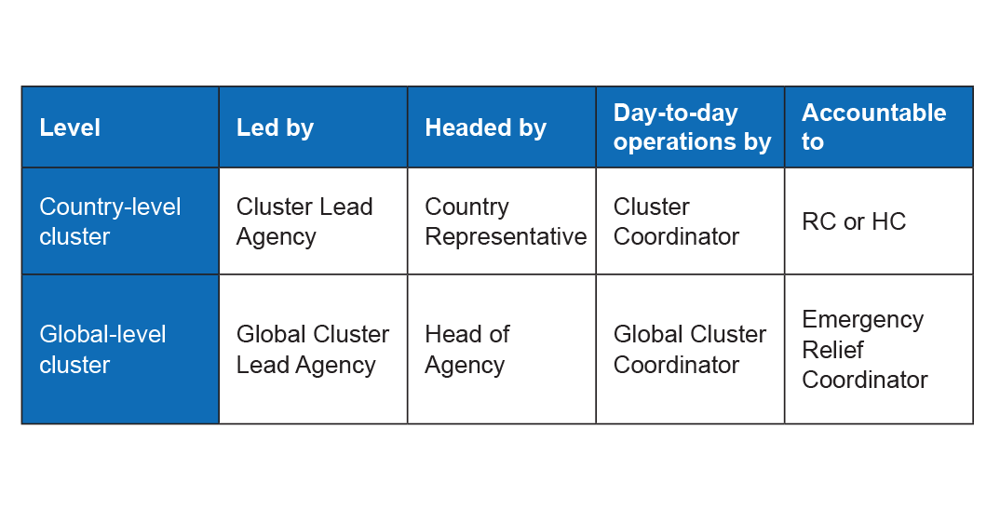 Level
Led by
Headed by
Day-to-day
operations by
Accountable
to
Country-level
cluster
Cluster Lead
Agency
Country
Representative
Cluster
Coordinator
RC or HC
Global-level
cluster
Global Cluster
Lead Agency
Head of
Agency
Global Cluster
Coordinator
Emergency
Relief
Coordinator